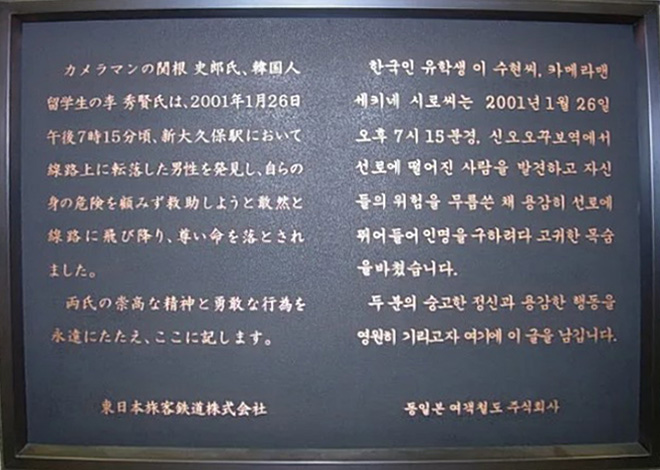 カメラマンの関根 史郎氏、韓国人
留学生の李 秀賢氏は、2001年1月26日
午後7時15分頃、新大久保駅において
線路上に転落した男性を発見し、自らの
身の危険を顧みず救助しようと敢然と
線路に飛び降り、尊い命を落とされ
ました。
両氏の崇高な精神と勇敢な行為を
永遠にたたえ、ここに記します。
東日本旅客鉄道株式会社
한국인 유학생 이 수현씨, 카메라맨
세키네 시로씨는 2001년 1월 26일
오후 7시 15분경, 신오오꾸보역에서
선로에 떨어진 사람을 발견하고 자신
들의 위험을 무릅쓴 채 용감히 선로에
뛰어들어 인명을 구하려다 고귀한 목숨
을바쳤습니다.
두 분의 숭고한 정신과 용감한 행동을
영원히 기리고자 여기에 이 글을 남깁니다.
동일본 여객철도 주식회사